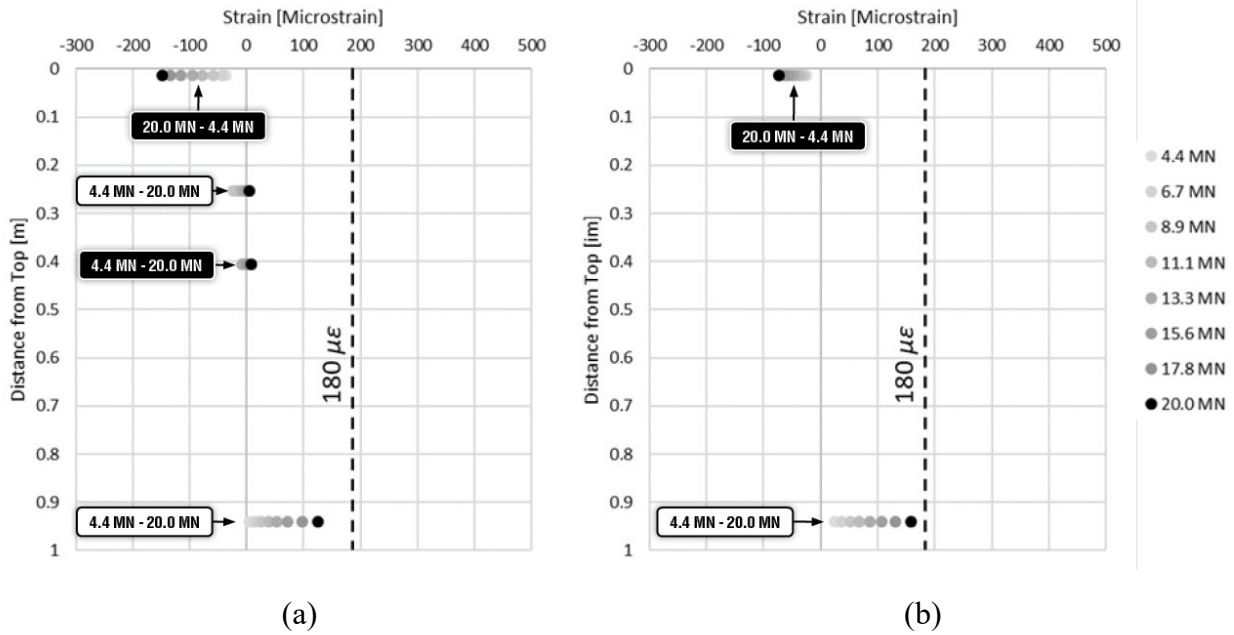 Strain [Microstrain]
-300 -200 -100 0 100 200 300 400 500
Distance from Top [m]
0
0.1
0.2
0.3
0.4
0.5
0.6
0.7
0.8
0.9
1
20.0 MN - 4.4 MN
4.4 MN - 20.0 MN
4.4 MN - 20.0 MN
180 με
4.4 MN - 20.0 MN
(a)
Strain [Microstrain]
-300 -200 -100 0 100 200 300 400 500
Distance from Top [im]
0
0.1
0.2
0.3
0.4
0.5
0.6
0.7
0.8
0.9
1
20.0 MN - 4.4 MN
180 με
4.4 MN - 20.0 MN
(b)
4.4 MN
6.7 MN
8.9 MN
11.1 MN
13.3 MN
15.6 MN
17.8 MN
20.0 MN